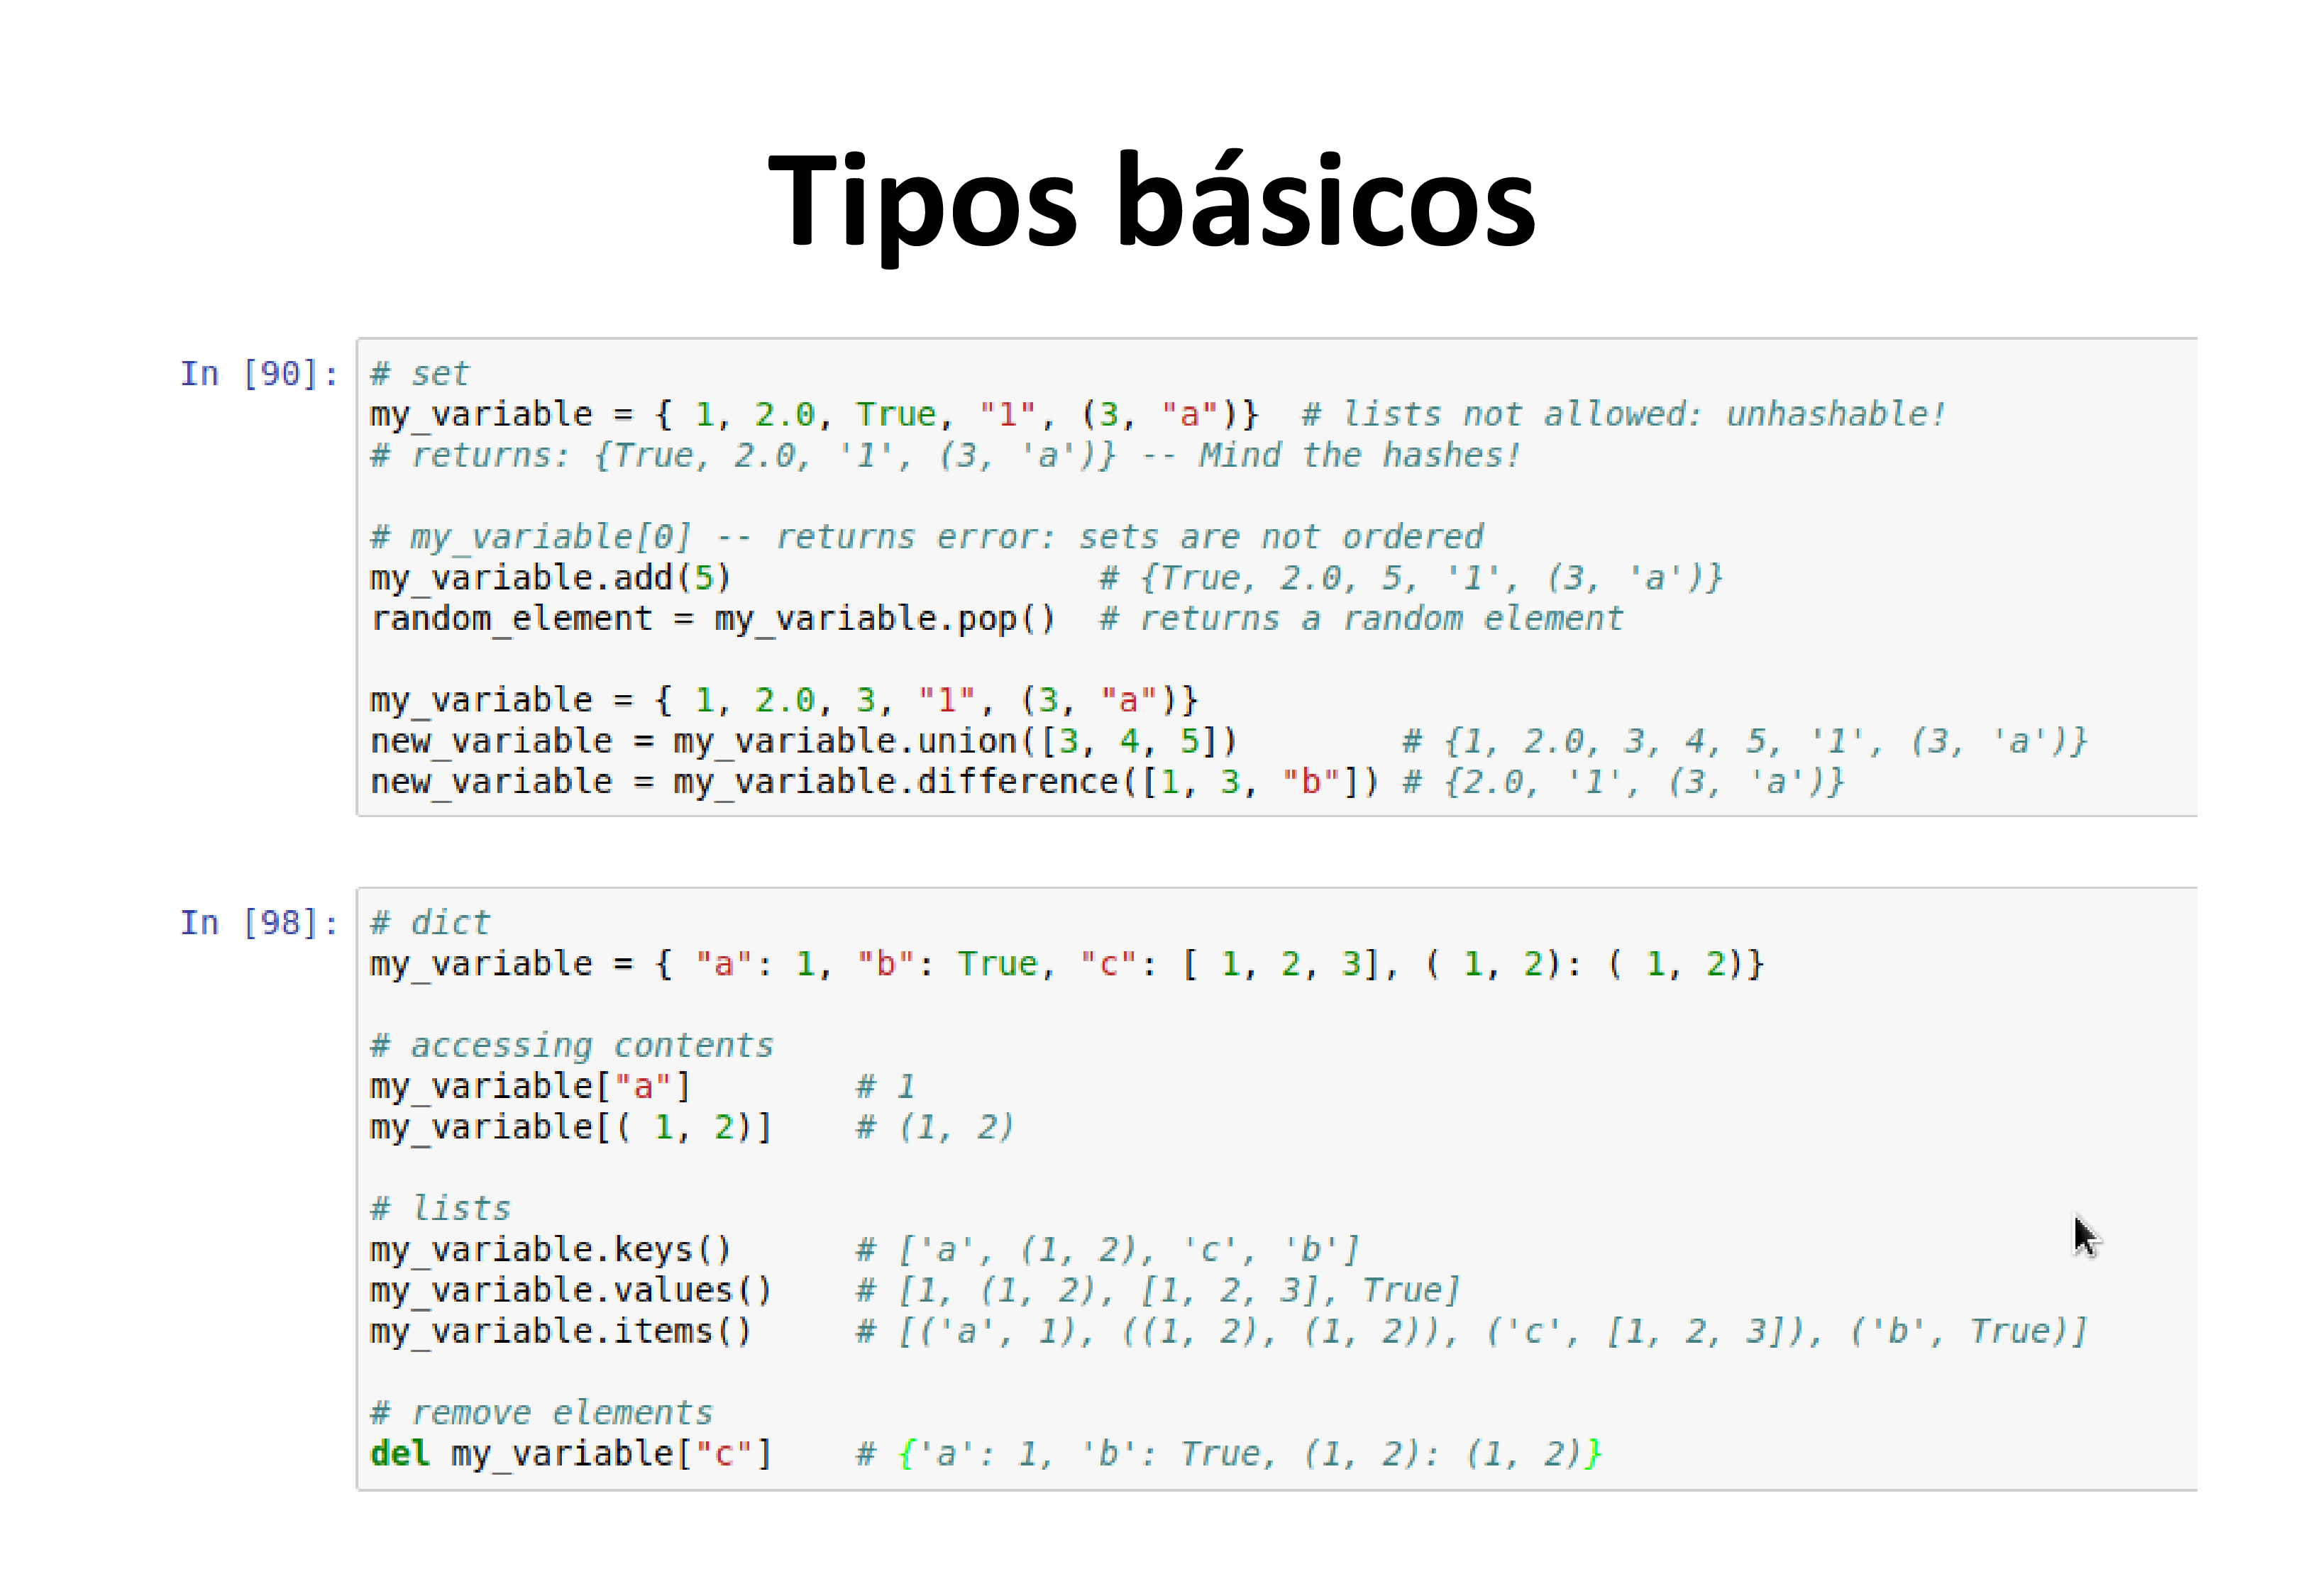 Tipos básicos
In [90]: # set
my_variable = { 1, 2.0, True, "1", (3, "a")}  # lists not allowed: unhashable!
# returns: {True, 2.0, '1', (3, 'a')} -- Mind the hashes!
# my_variable[0] -- returns error: sets are not ordered
my_variable.add(5)                  # {True, 2.0, 5, '1', (3, 'a')}
random_element = my_variable.pop()  # returns a random element
my_variable = { 1, 2.0, 3, "1", (3, "a")}
new_variable = my_variable.union([3, 4, 5])        # {1, 2.0, 3, 4, 5, '1', (3, 'a')}
new_variable = my_variable.difference([1, 3, "b"]) # {2.0, '1', (3, 'a')}
In [98]: # dict
my_variable = { "a": 1, "b": True, "c": [ 1, 2, 3], ( 1, 2): ( 1, 2)}
# accessing contents
my_variable["a"]        # 1
my_variable[( 1, 2)]    # (1, 2)
# lists
my_variable.keys()      # ['a', (1, 2), 'c', 'b']
my_variable.values()    # [1, (1, 2), [1, 2, 3], True]
my_variable.items()     # [('a', 1), ((1, 2), (1, 2)), ('c', [1, 2, 3]), ('b', True)]
# remove elements
del my_variable["c"]    # {'a': 1, 'b': True, (1, 2): (1, 2)}